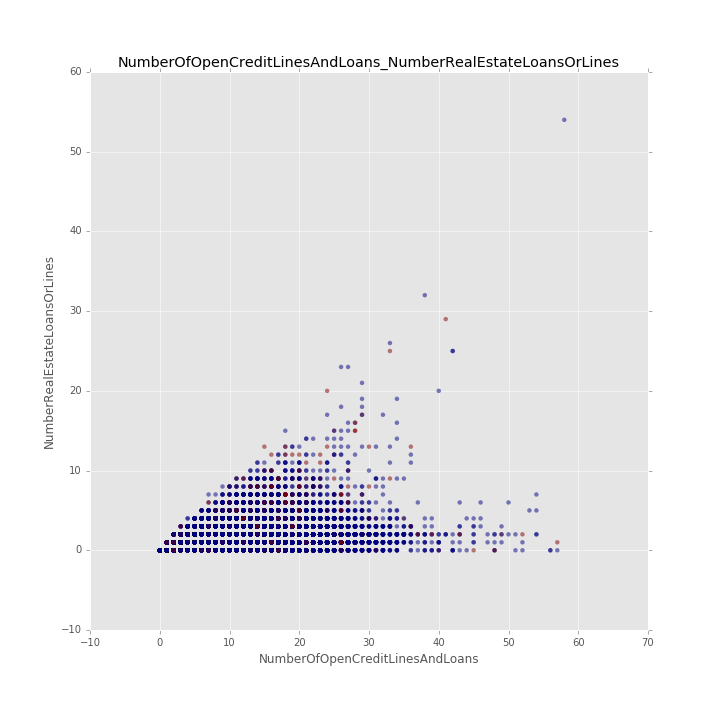 NumberOfOpenCreditLinesAndLoans_NumberRealEstateLoansOrLines
60
50
40
30
20
10
0
−10
NumberRealEstateLoansOrLines
−10 0 10 20 30 40 50 60 70
NumberOfOpenCreditLinesAndLoans